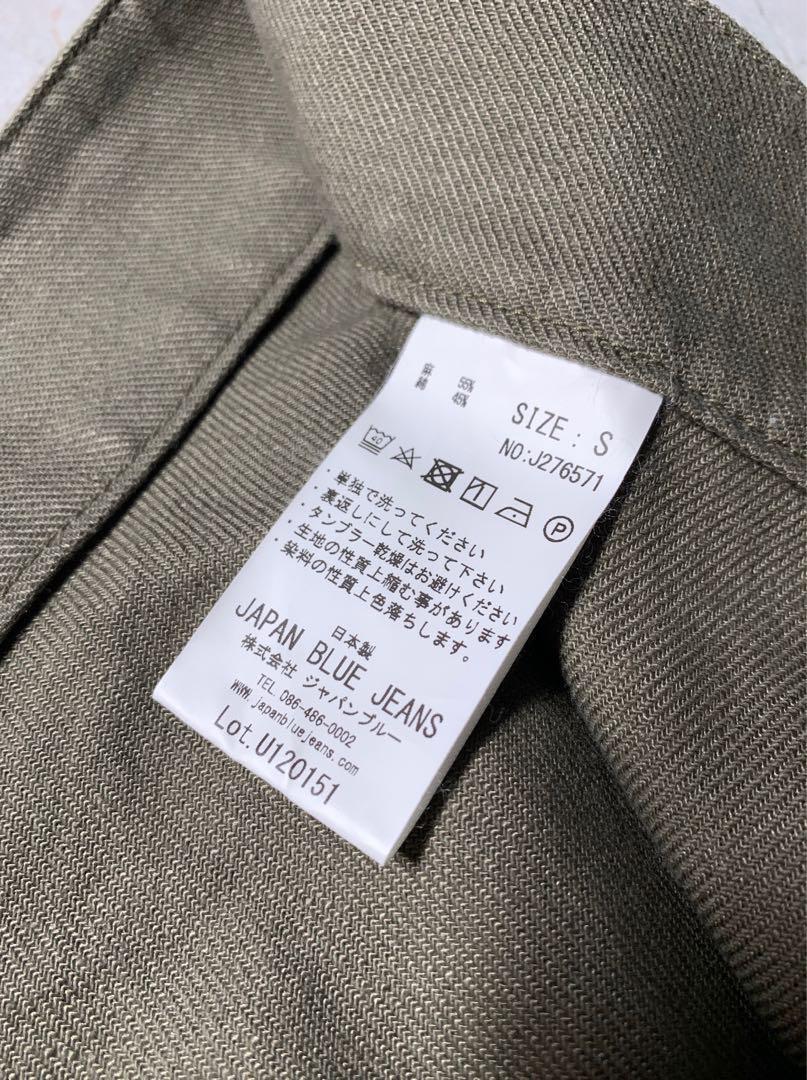 麻 55%
綿 45%
SIZE : S
NO:J276571
40
P
・単独で洗ってください
・裏返しにして洗って下さい
・タンブラー乾燥はお避けください
・生地の性質上縮む事があります
・染料の性質上色落ちします。
日本製
JAPAN BLUE JEANS
株式会社 ジャパンブルー
TEL 086-486-0002
www.japanbluejeans.com
Lot.U120151